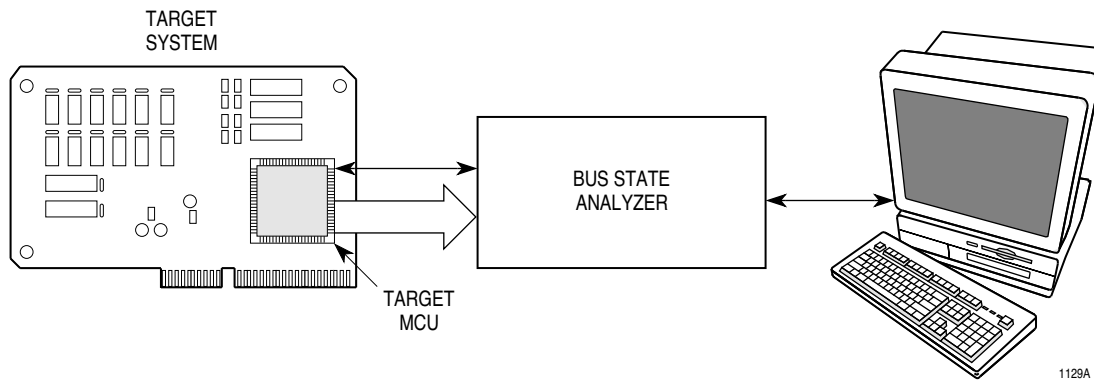 TARGET
SYSTEM
BUS STATE
ANALYZER
TARGET
MCU
1129A